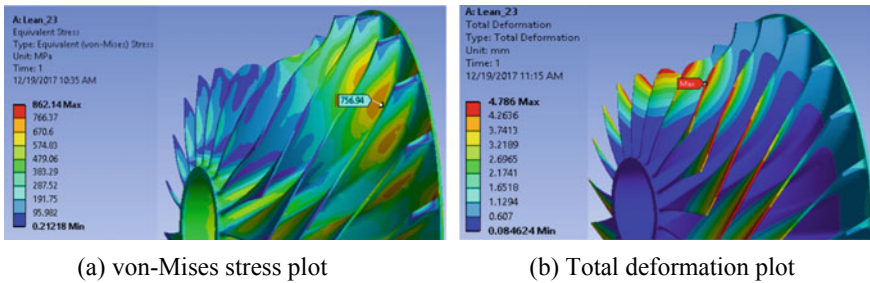 A: Lean_23
Equivalent Stress
Type: Equivalent (von-Mises) Stress
Unit: MPa
Time: 1
12/19/2017 10:35 AM
862.14 Max
766.37
670.6
574.83
479.06
383.29
287.52
191.75
95.982
0.21218 Min
756.94
A: Lean_23
Total Deformation
Type: Total Deformation
Unit: mm
Time: 1
12/19/2017 11:15 AM
4.786 Max
4.2636
3.7413
3.2189
2.6965
2.1741
1.6518
1.1294
0.607
0.084624 Min
Max
(a) von-Mises stress plot
(b) Total deformation plot